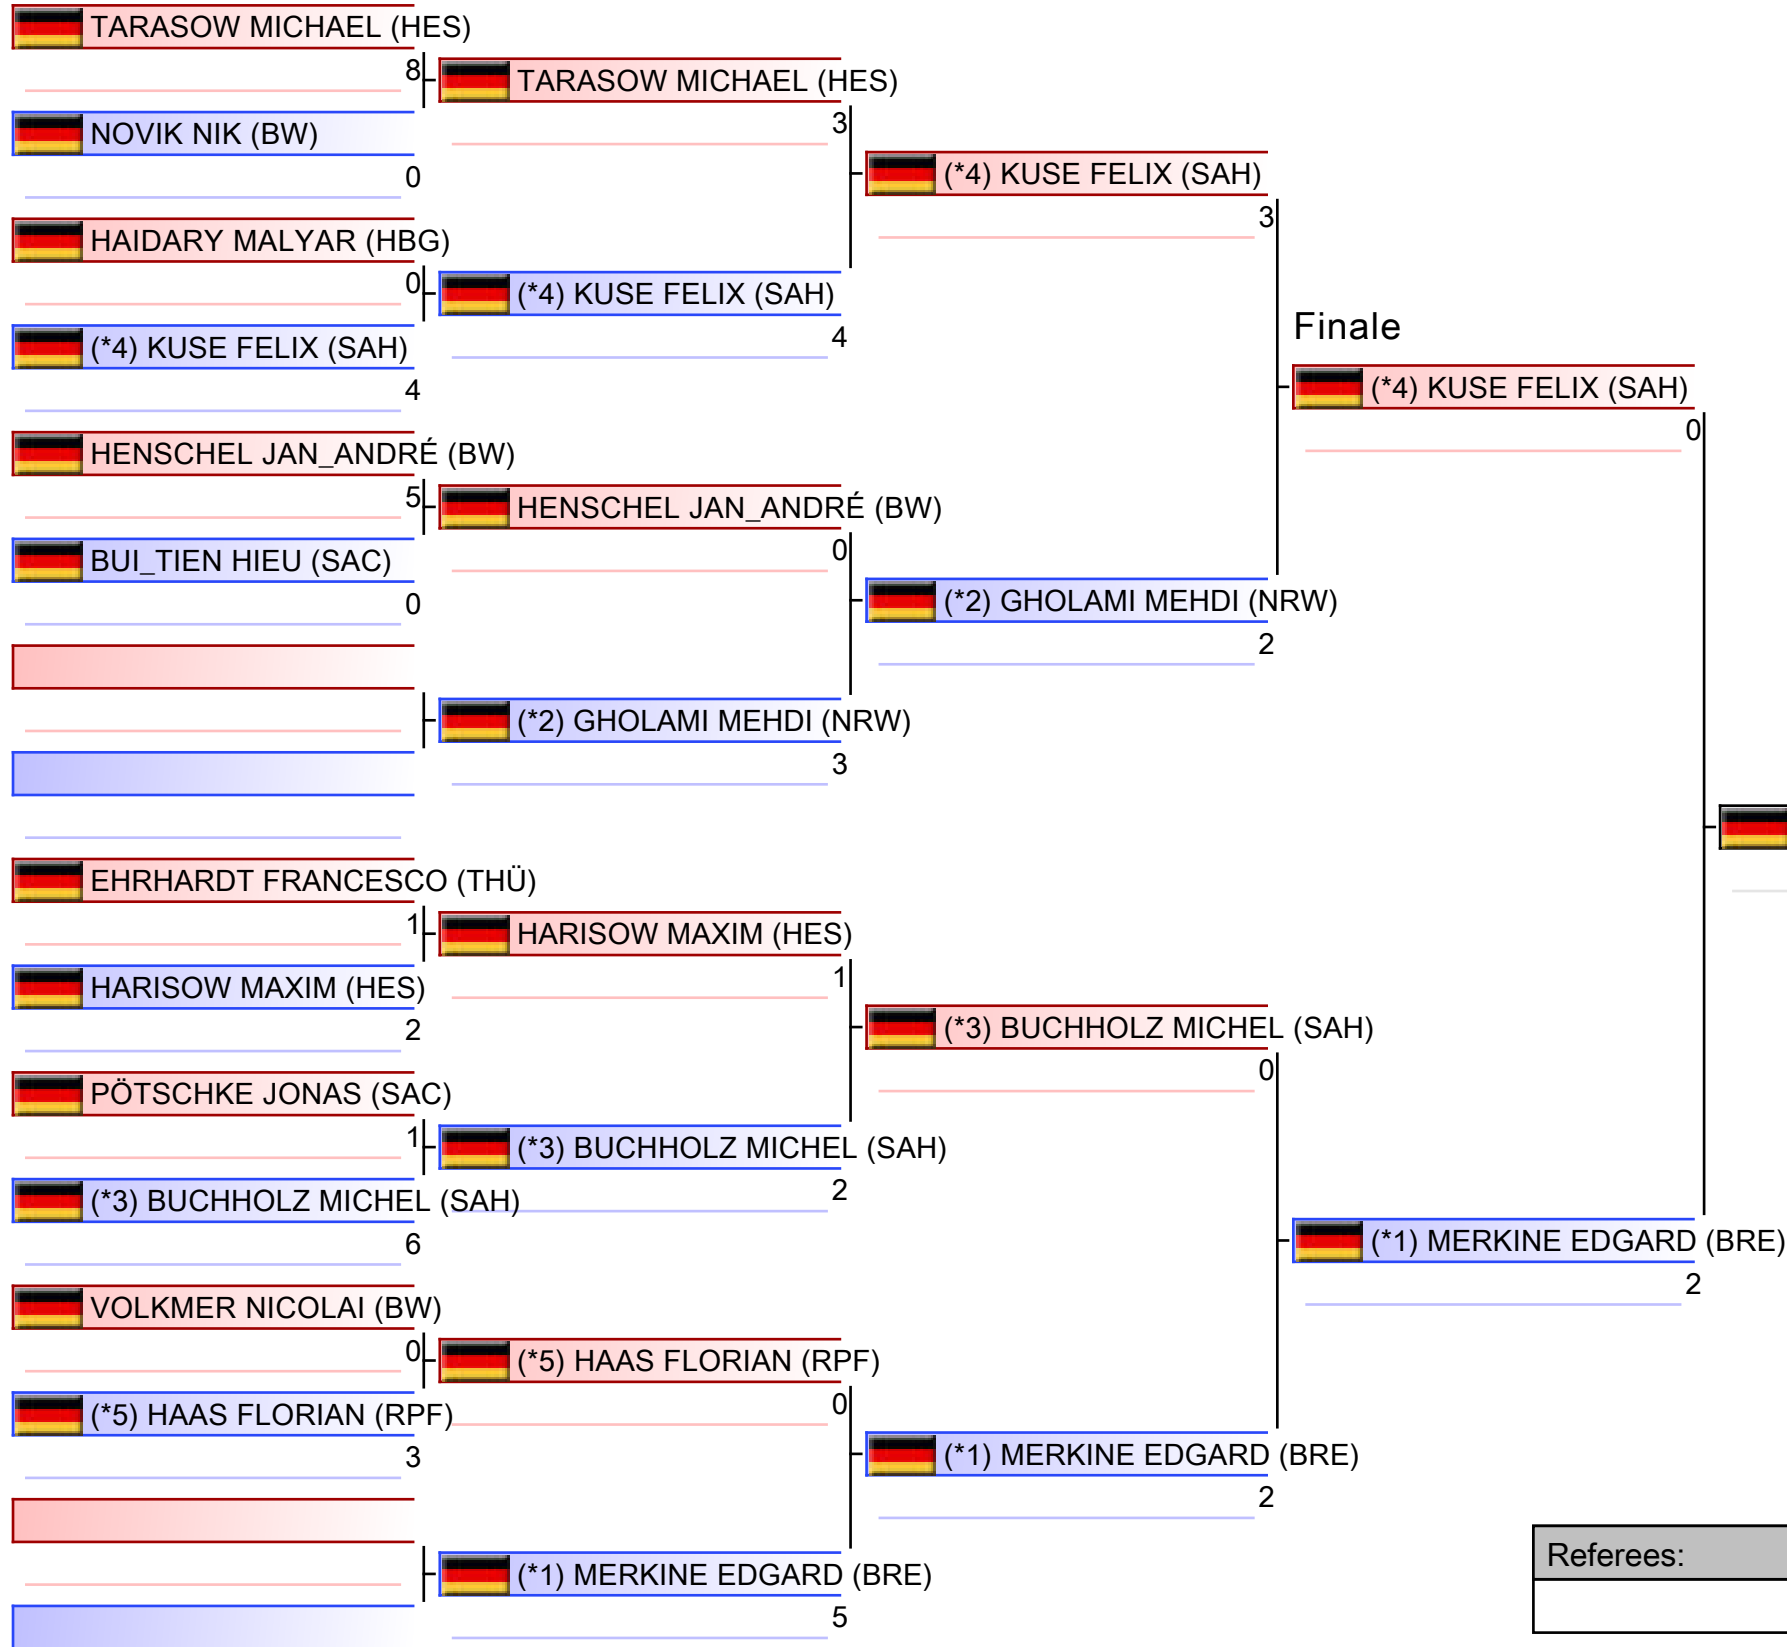 TARASOW MICHAEL (HES)
8
NOVIK NIK (BW)
0
HAIDARY MALYAR (HBG)
0
(*4) KUSE FELIX (SAH)
4
HENSCHEL JAN_ANDRÉ (BW)
5
BUI_TIEN HIEU (SAC)
0
EHRHARDT FRANCESCO (THÜ)
1
HARISOW MAXIM (HES)
2
PÖTSCHKE JONAS (SAC)
1
(*3) BUCHHOLZ MICHEL (SAH)
6
VOLKMER NICOLAI (BW)
0
(*5) HAAS FLORIAN (RPF)
3
TARASOW MICHAEL (HES)
3
(*4) KUSE FELIX (SAH)
4
HENSCHEL JAN_ANDRÉ (BW)
0
(*2) GHOLAMI MEHDI (NRW)
3
HARISOW MAXIM (HES)
1
(*3) BUCHHOLZ MICHEL (SAH)
2
(*5) HAAS FLORIAN (RPF)
0
(*1) MERKINE EDGARD (BRE)
5
(*4) KUSE FELIX (SAH)
3
(*2) GHOLAMI MEHDI (NRW)
2
(*3) BUCHHOLZ MICHEL (SAH)
0
(*1) MERKINE EDGARD (BRE)
2
Finale
(*4) KUSE FELIX (SAH)
0
(*1) MERKINE EDGARD (BRE)
2
Referees: